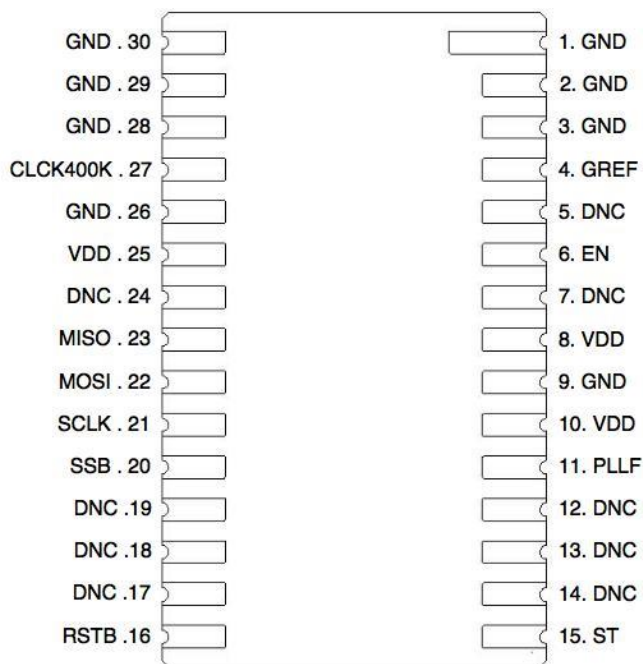 GND . 30 1. GND
GND . 29 2. GND
GND . 28 3. GND
CLCK400K . 27 4. GREF
GND . 26 5. DNC
VDD . 25 6. EN
DNC . 24 7. DNC
MISO . 23 8. VDD
MOSI . 22 9. GND
SCLK . 21 10. VDD
SSB . 20 11. PLLF
DNC .19 12. DNC
DNC .18 13. DNC
DNC .17 14. DNC
RSTB .16 15. ST